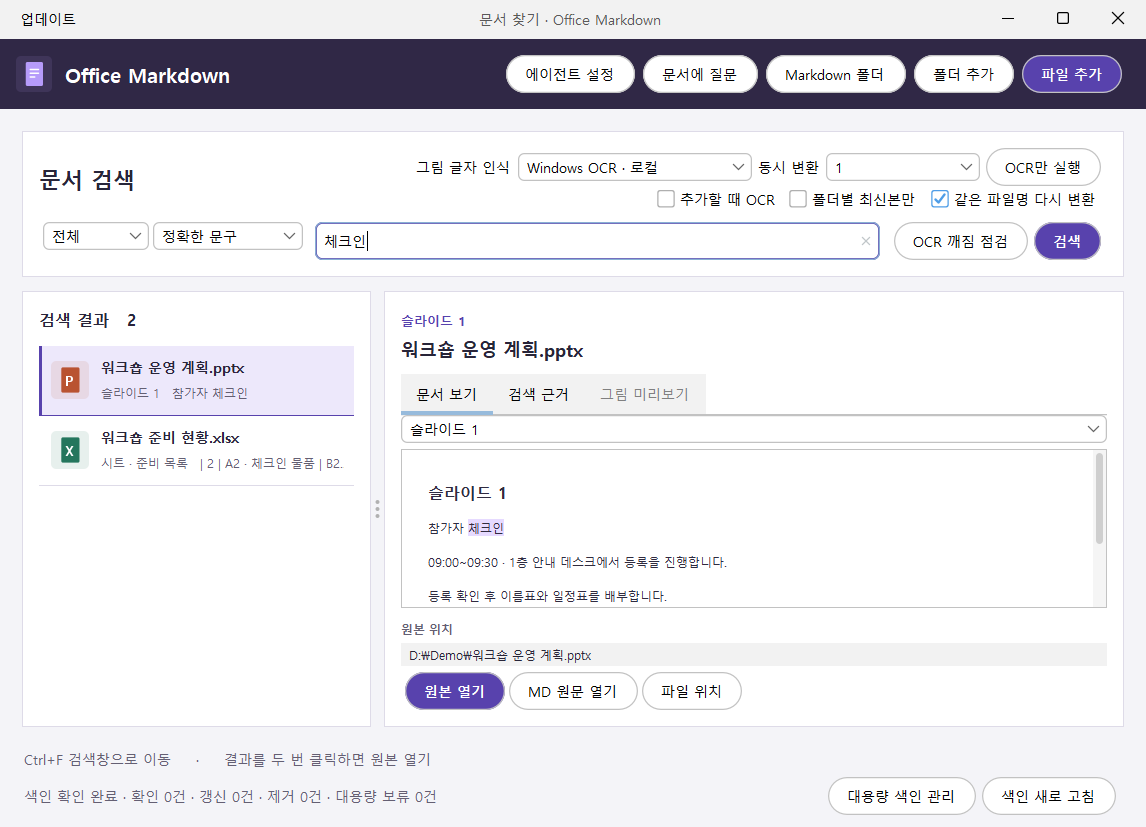 업데이트
문서 찾기 · Office Markdown
Office Markdown
에이전트 설정
문서에 질문
Markdown 폴더
폴더 추가
파일 추가
문서 검색
그림 글자 인식
Windows OCR · 로컬
동시 변환
1
OCR만 실행
추가할 때 OCR
폴더별 최신본만
같은 파일명 다시 변환
전체
정확한 문구
체크인
OCR 깨짐 점검
검색
검색 결과 2
P
워크숍 운영 계획.pptx
슬라이드 1 참가자 체크인
X
워크숍 준비 현황.xlsx
시트 · 준비 목록 | 2 | A2 · 체크인 물품 | B2.
슬라이드 1
워크숍 운영 계획.pptx
문서 보기
검색 근거
그림 미리보기
슬라이드 1
슬라이드 1
참가자 체크인
09:00~09:30 · 1층 안내 데스크에서 등록을 진행합니다.
등록 확인 후 이름표와 일정표를 배부합니다.
원본 위치
D:₩Demo₩워크숍 운영 계획.pptx
원본 열기
MD 원문 열기
파일 위치
Ctrl+F 검색창으로 이동 · 결과를 두 번 클릭하면 원본 열기
색인 확인 완료 · 확인 0건 · 갱신 0건 · 제거 0건 · 대용량 보류 0건
대용량 색인 관리
색인 새로 고침